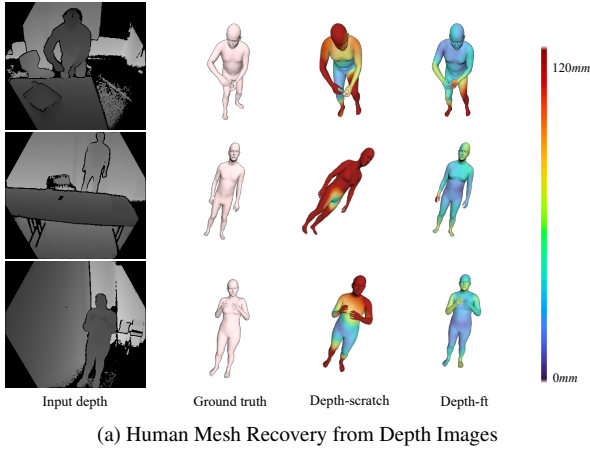 120mm
0mm
Input depth
Ground truth
Depth-scratch
Depth-ft
(a) Human Mesh Recovery from Depth Images